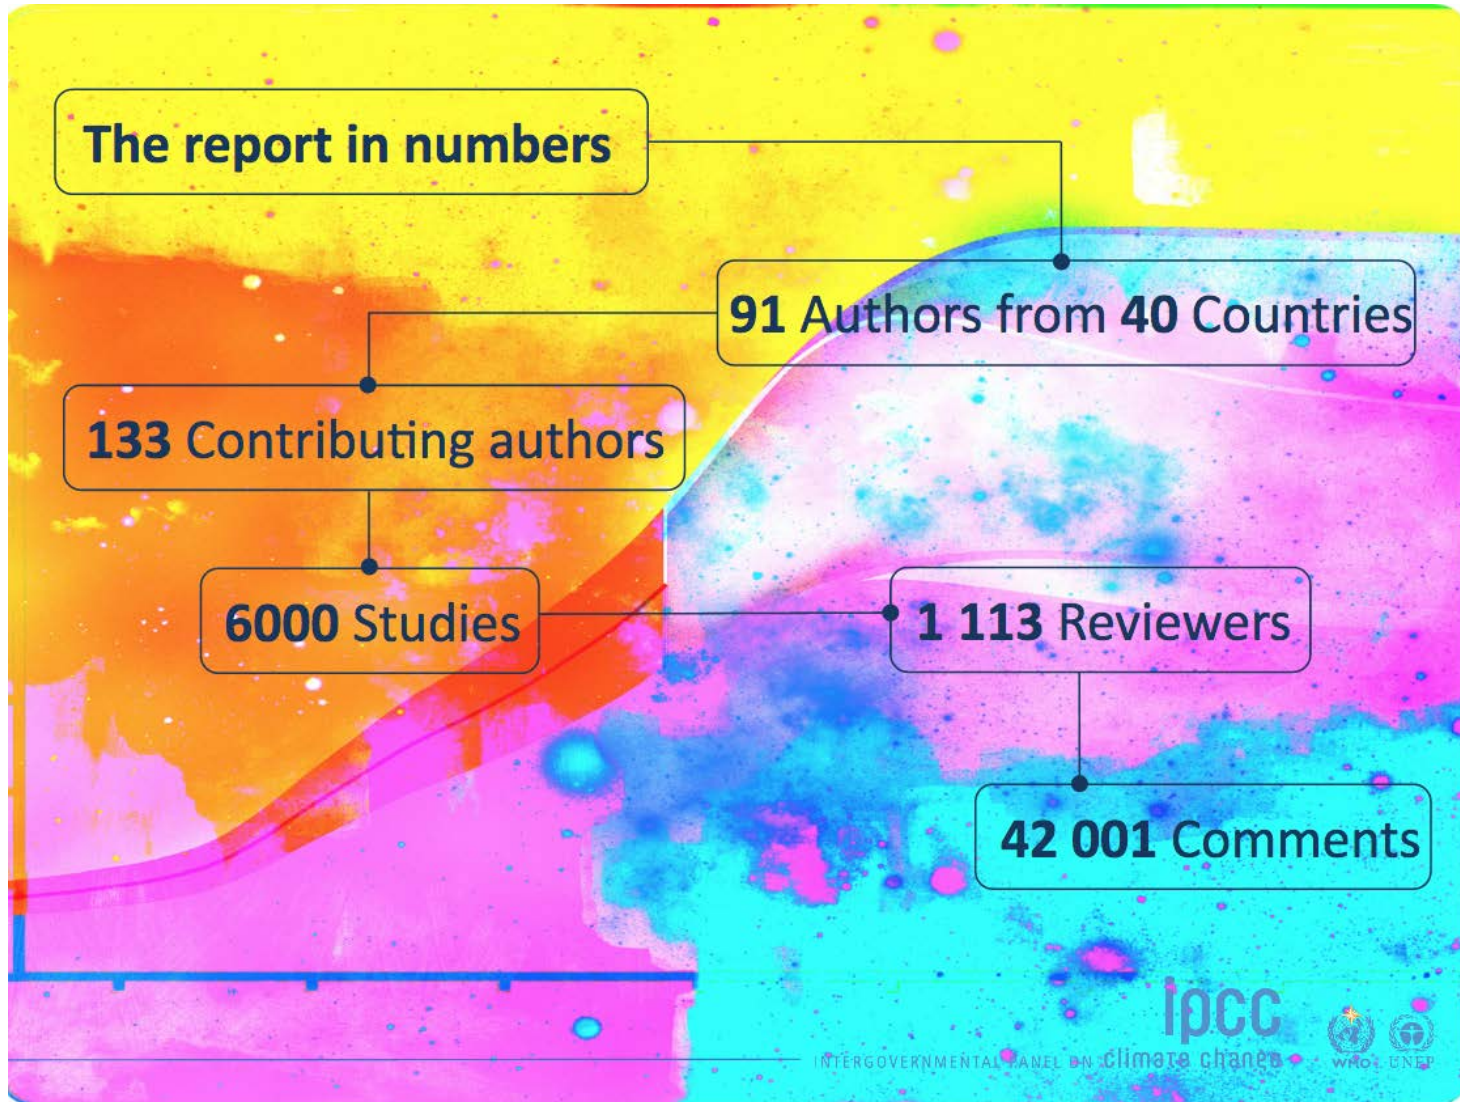 The report in numbers
91 Authors from 40 Countries
133 Contributing authors
6000 Studies
1 113 Reviewers
42 001 Comments
ipcc
INTERGOVERNMENTAL PANEL ON climate change
WMO UNEP